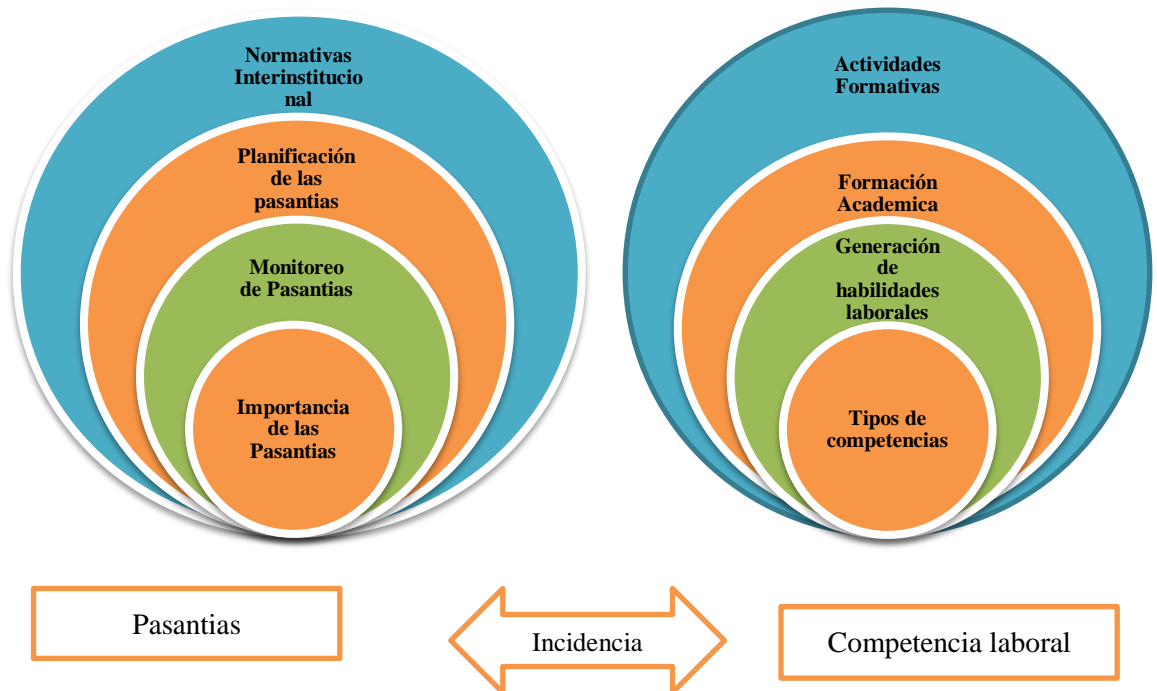 Normativas
Interinstitucio
nal
Planificación
de las
pasantias
Monitoreo
de Pasantias
Importancia
de las
Pasantias
Actividades
Formativas
Formación
Academica
Generación
de
habilidades
laborales
Tipos de
competencias
Pasantias
Incidencia
Competencia laboral